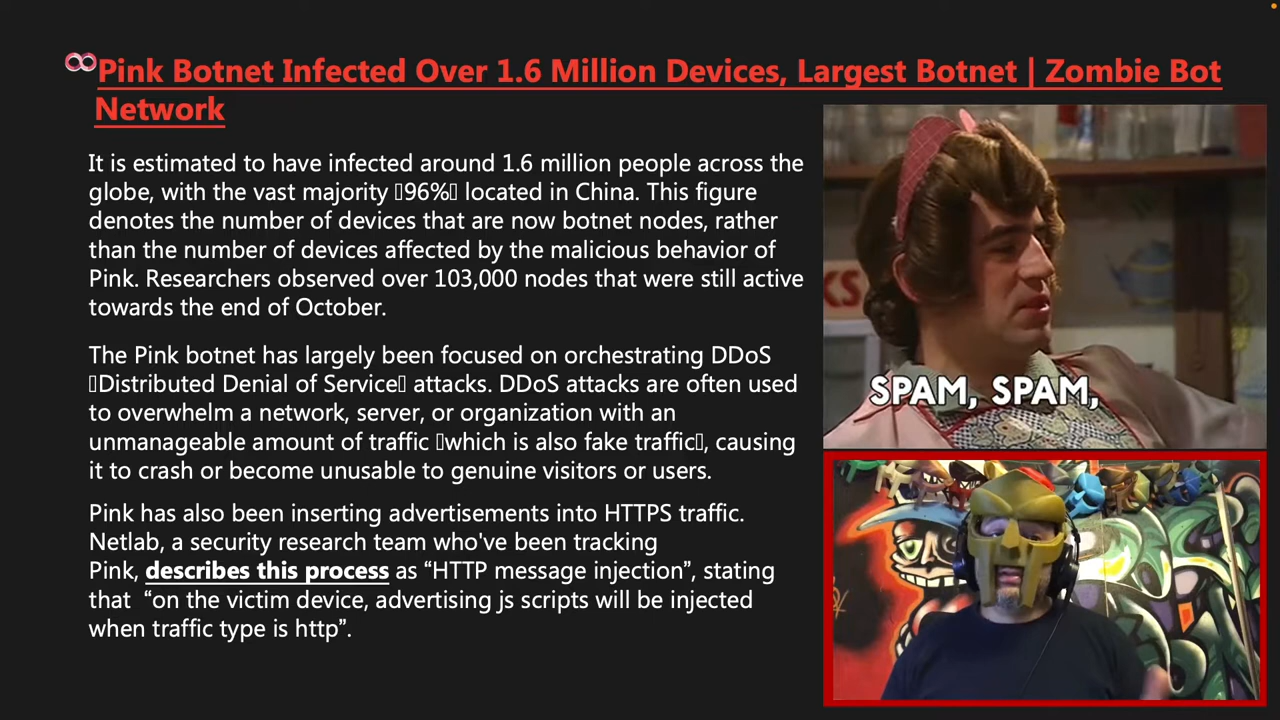 Pink Botnet Infected Over 1.6 Million Devices, Largest Botnet | Zombie Bot
Network
It is estimated to have infected around 1.6 million people across the
globe, with the vast majority 96% located in China. This figure
denotes the number of devices that are now botnet nodes, rather
than the number of devices affected by the malicious behavior of
Pink. Researchers observed over 103,000 nodes that were still active
towards the end of October.
The Pink botnet has largely been focused on orchestrating DDoS
Distributed Denial of Service attacks. DDoS attacks are often used
to overwhelm a network, server, or organization with an
unmanageable amount of traffic which is also fake traffic, causing
it to crash or become unusable to genuine visitors or users.
Pink has also been inserting advertisements into HTTPS traffic.
Netlab, a security research team who've been tracking
Pink, describes this process as “HTTP message injection”, stating
that “on the victim device, advertising js scripts will be injected
when traffic type is http”.
KS
SPAM, SPAM,